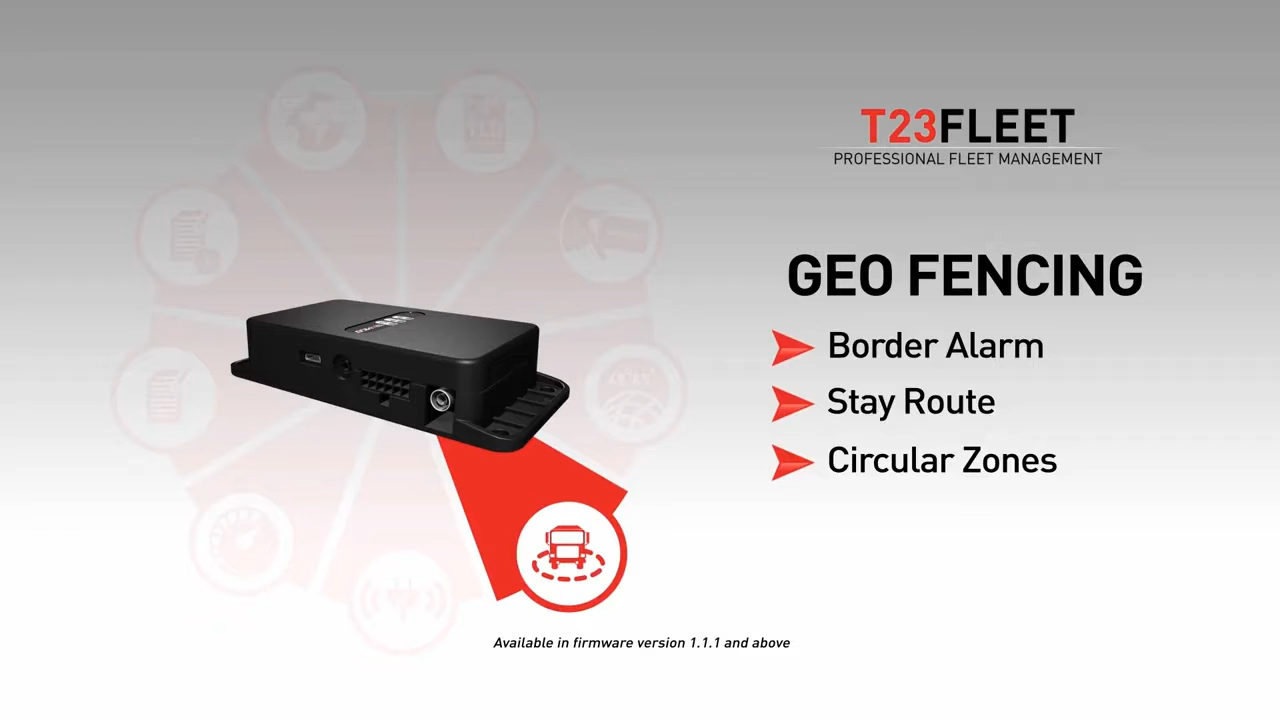 T23FLEET
PROFESSIONAL FLEET MANAGEMENT
GEO FENCING
Border Alarm
Stay Route
Circular Zones
Available in firmware version 1.1.1 and above